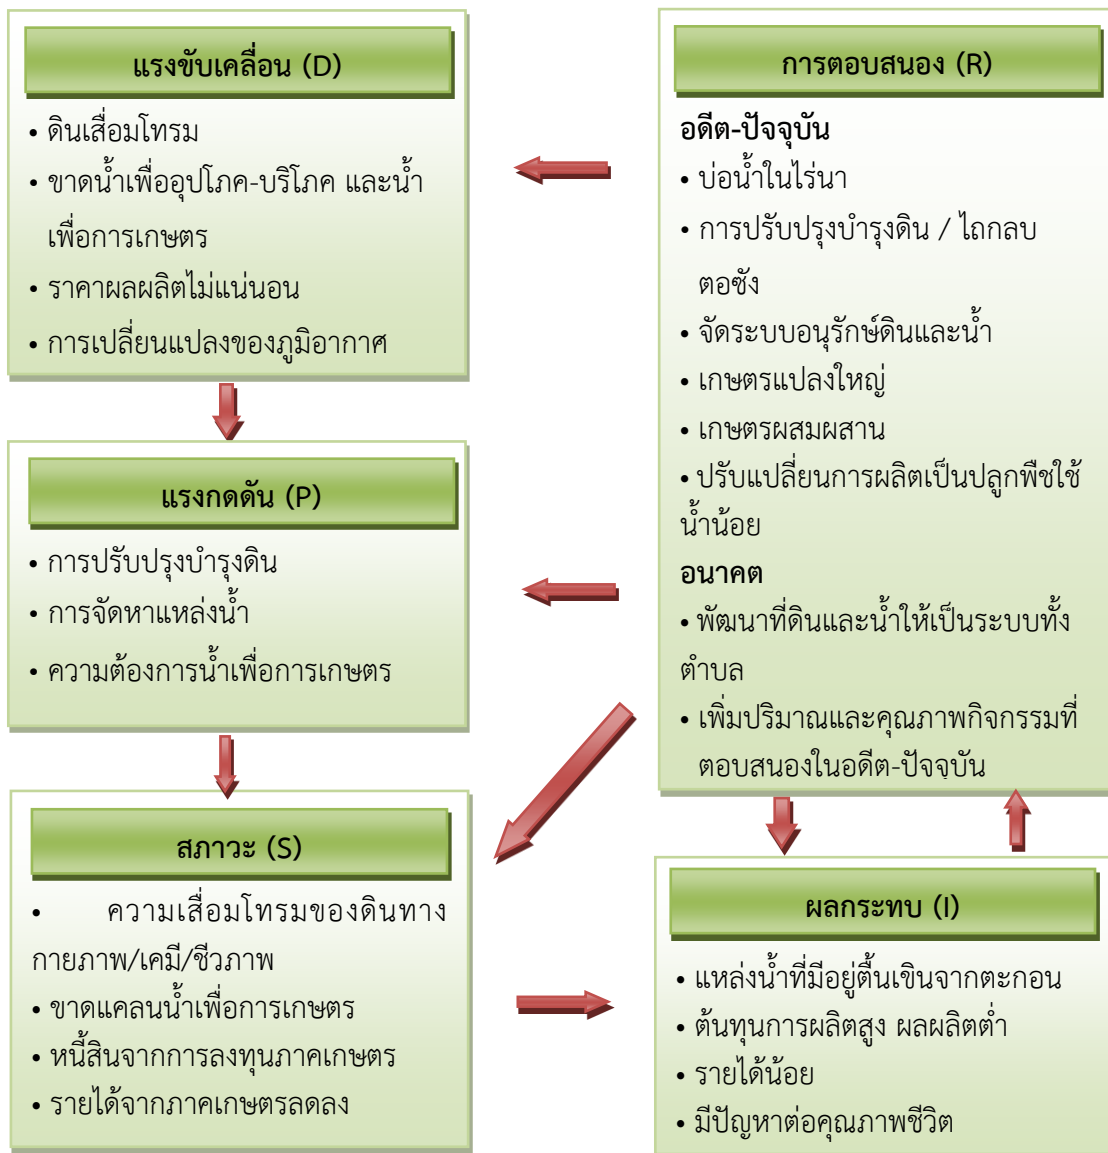 แรงขับเคลื่อน (D)
• ดินเสื่อมโทรม
• ขาดน้ำเพื่ออุปโภค-บริโภค และน้ำ
เพื่อการเกษตร
• ราคาผลผลิตไม่แน่นอน
• การเปลี่ยนแปลงของภูมิอากาศ
แรงกดดัน (P)
• การปรับปรุงบำรุงดิน
• การจัดหาแหล่งน้ำ
• ความต้องการน้ำเพื่อการเกษตร
สภาวะ (S)
• ความเสื่อมโทรมของดินทาง
กายภาพ/เคมี/ชีวภาพ
• ขาดแคลนน้ำเพื่อการเกษตร
• หนี้สินจากการลงทุนภาคเกษตร
• รายได้จากภาคเกษตรลดลง
การตอบสนอง (R)
อดีต-ปัจจุบัน
• บ่อน้ำในไร่นา
• การปรับปรุงบำรุงดิน / ไถกลบ
ตอซัง
• จัดระบบอนุรักษ์ดินและน้ำ
• เกษตรแปลงใหญ่
• เกษตรผสมผสาน
• ปรับเปลี่ยนการผลิตเป็นปลูกพืชใช้
น้ำน้อย
อนาคต
• พัฒนาที่ดินและน้ำให้เป็นระบบทั้ง
ตำบล
• เพิ่มปริมาณและคุณภาพกิจกรรมที่
ตอบสนองในอดีต-ปัจจุบัน
ผลกระทบ (I)
• แหล่งน้ำที่มีอยู่ตื้นเขินจากตะกอน
• ต้นทุนการผลิตสูง ผลผลิตต่ำ
• รายได้น้อย
• มีปัญหาต่อคุณภาพชีวิต